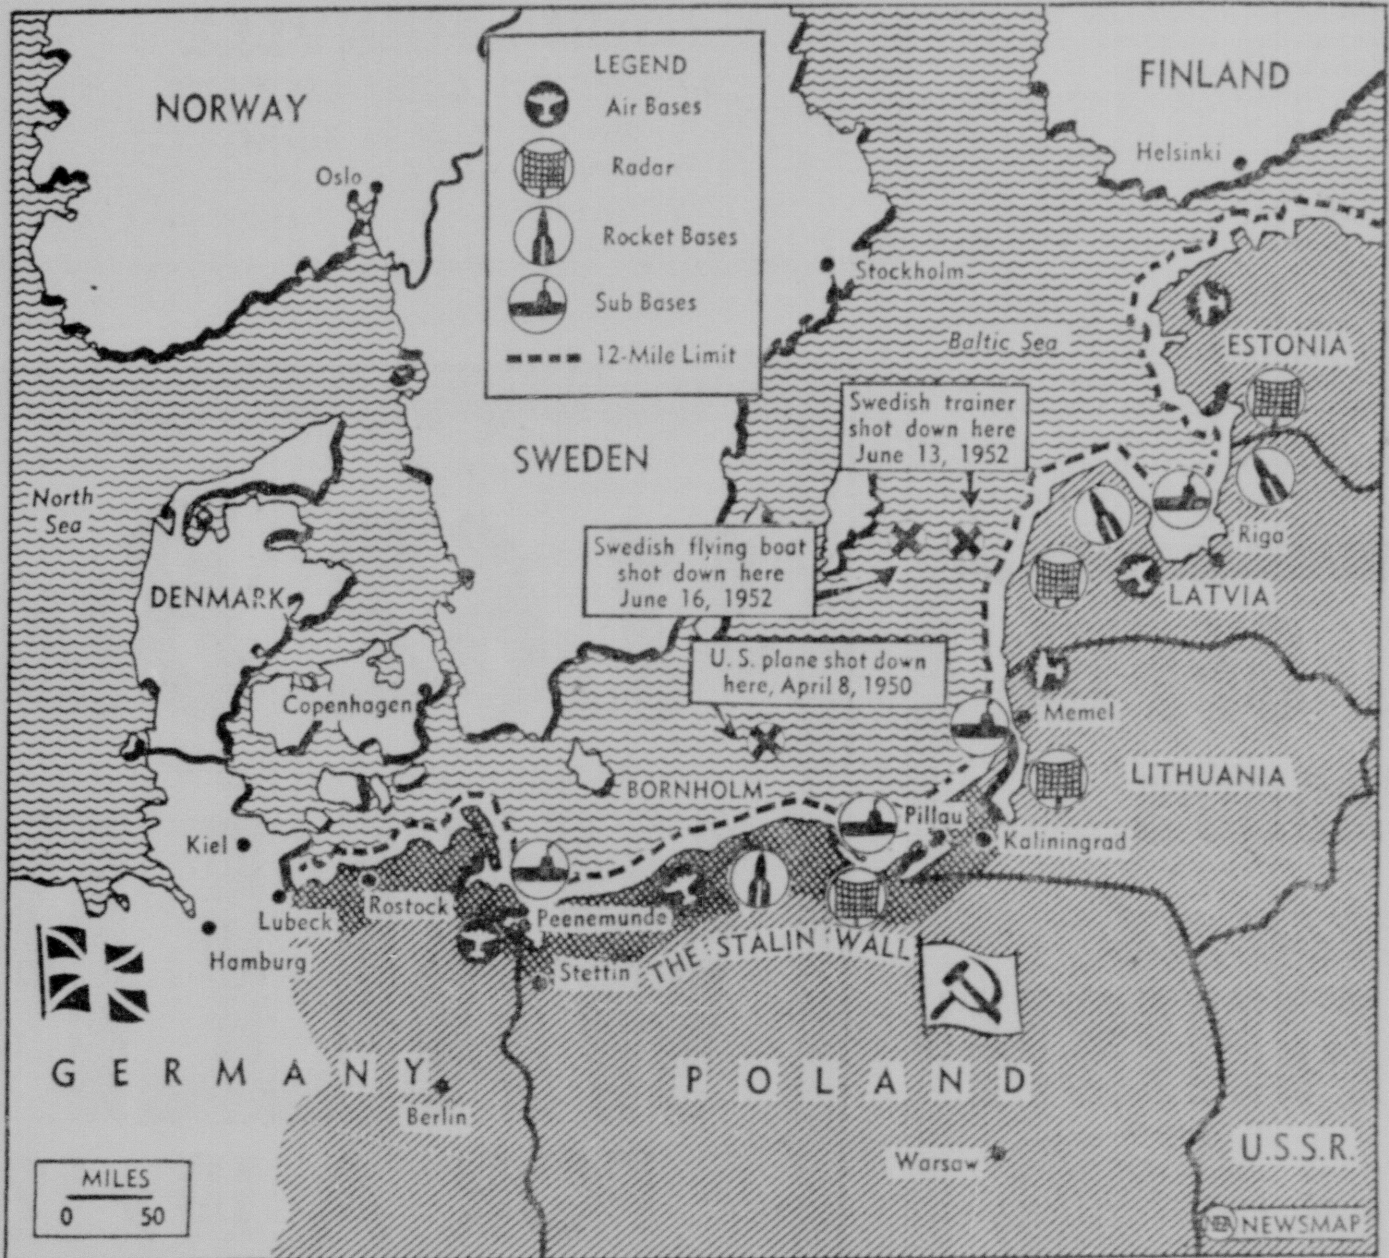 LEGEND
Air Bases
Radar
Rocket Bases
Sub Bases
12-Mile Limit
NORWAY
Oslo
FINLAND
Helsinki
Stockholm
Baltic Sea
ESTONIA
SWEDEN
Swedish trainer
shot down here
June 13, 1952
North
Sea
Swedish flying boat
shot down here
June 16, 1952
Riga
DENMARK
LATVIA
U. S. plane shot down
here, April 8, 1950
Copenhagen
Memel
LITHUANIA
BORNHOLM
Pillau
Kiel
Kaliningrad
Lubeck
Rostock
Peenemunde
Hamburg
Stettin
THE STALIN WALL
GERMANY
POLAND
Berlin
Warsaw
U.S.S.R.
MILES
0 50
NEA NEWSMAP